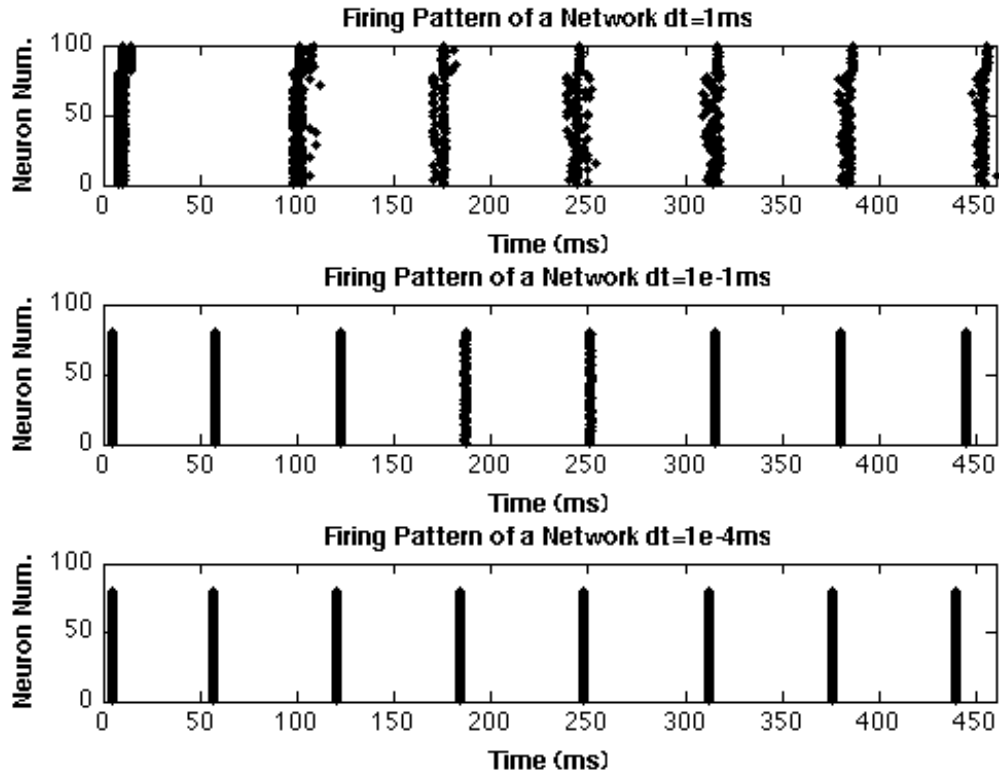 Firing Pattern of a Network dt=1ms
Neuron Num.
100
50
0
0 50 100 150 200 250 300 350 400 450
Time (ms)
Firing Pattern of a Network dt=1e-1ms
Neuron Num.
100
50
0
0 50 100 150 200 250 300 350 400 450
Time (ms)
Firing Pattern of a Network dt=1e-4ms
Neuron Num.
100
50
0
0 50 100 150 200 250 300 350 400 450
Time (ms)